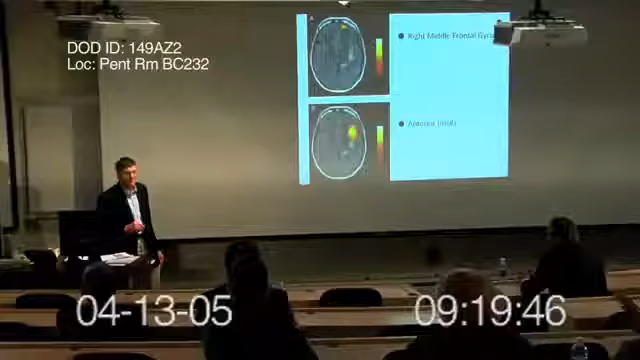 DOD ID: 149AZ2
Loc: Pent Rm BC232
A
Right Middle Frontal Gyrus
B
Anterior Insula
04-13-05
09:19:46